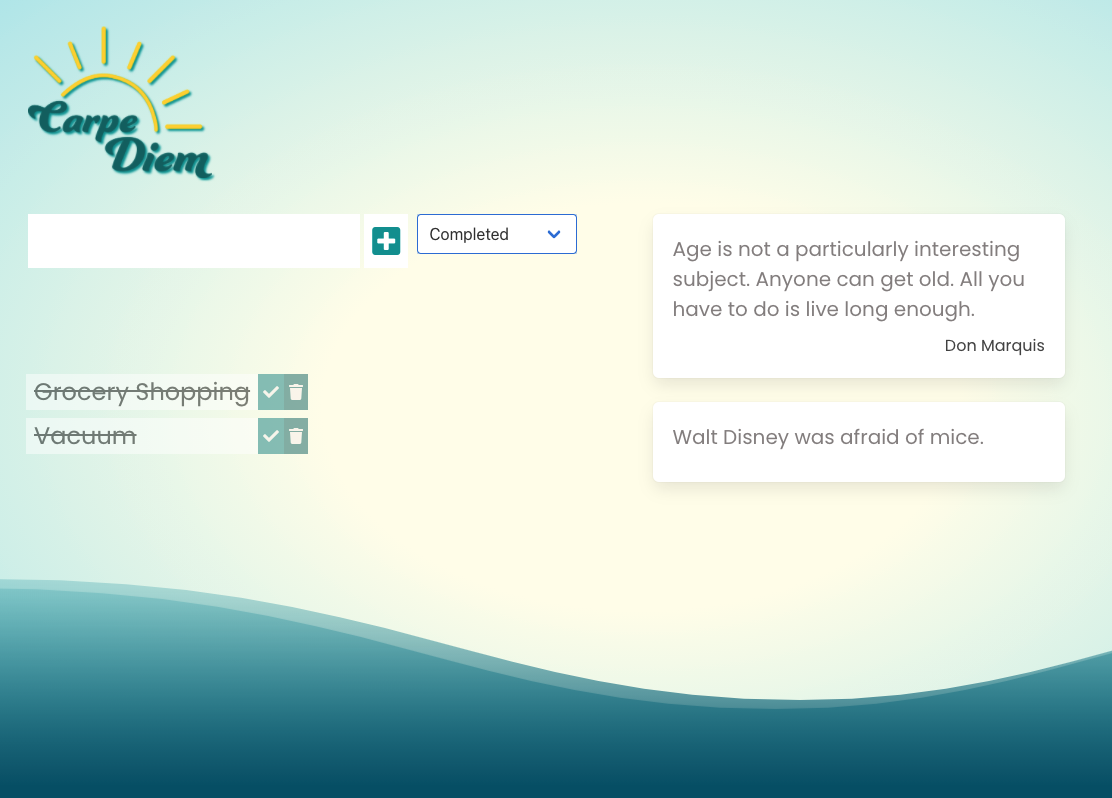 Carpe
Diem
Completed
Age is not a particularly interesting
subject. Anyone can get old. All you
have to do is live long enough.
Don Marquis
Grocery Shopping
Vacuum
Walt Disney was afraid of mice.